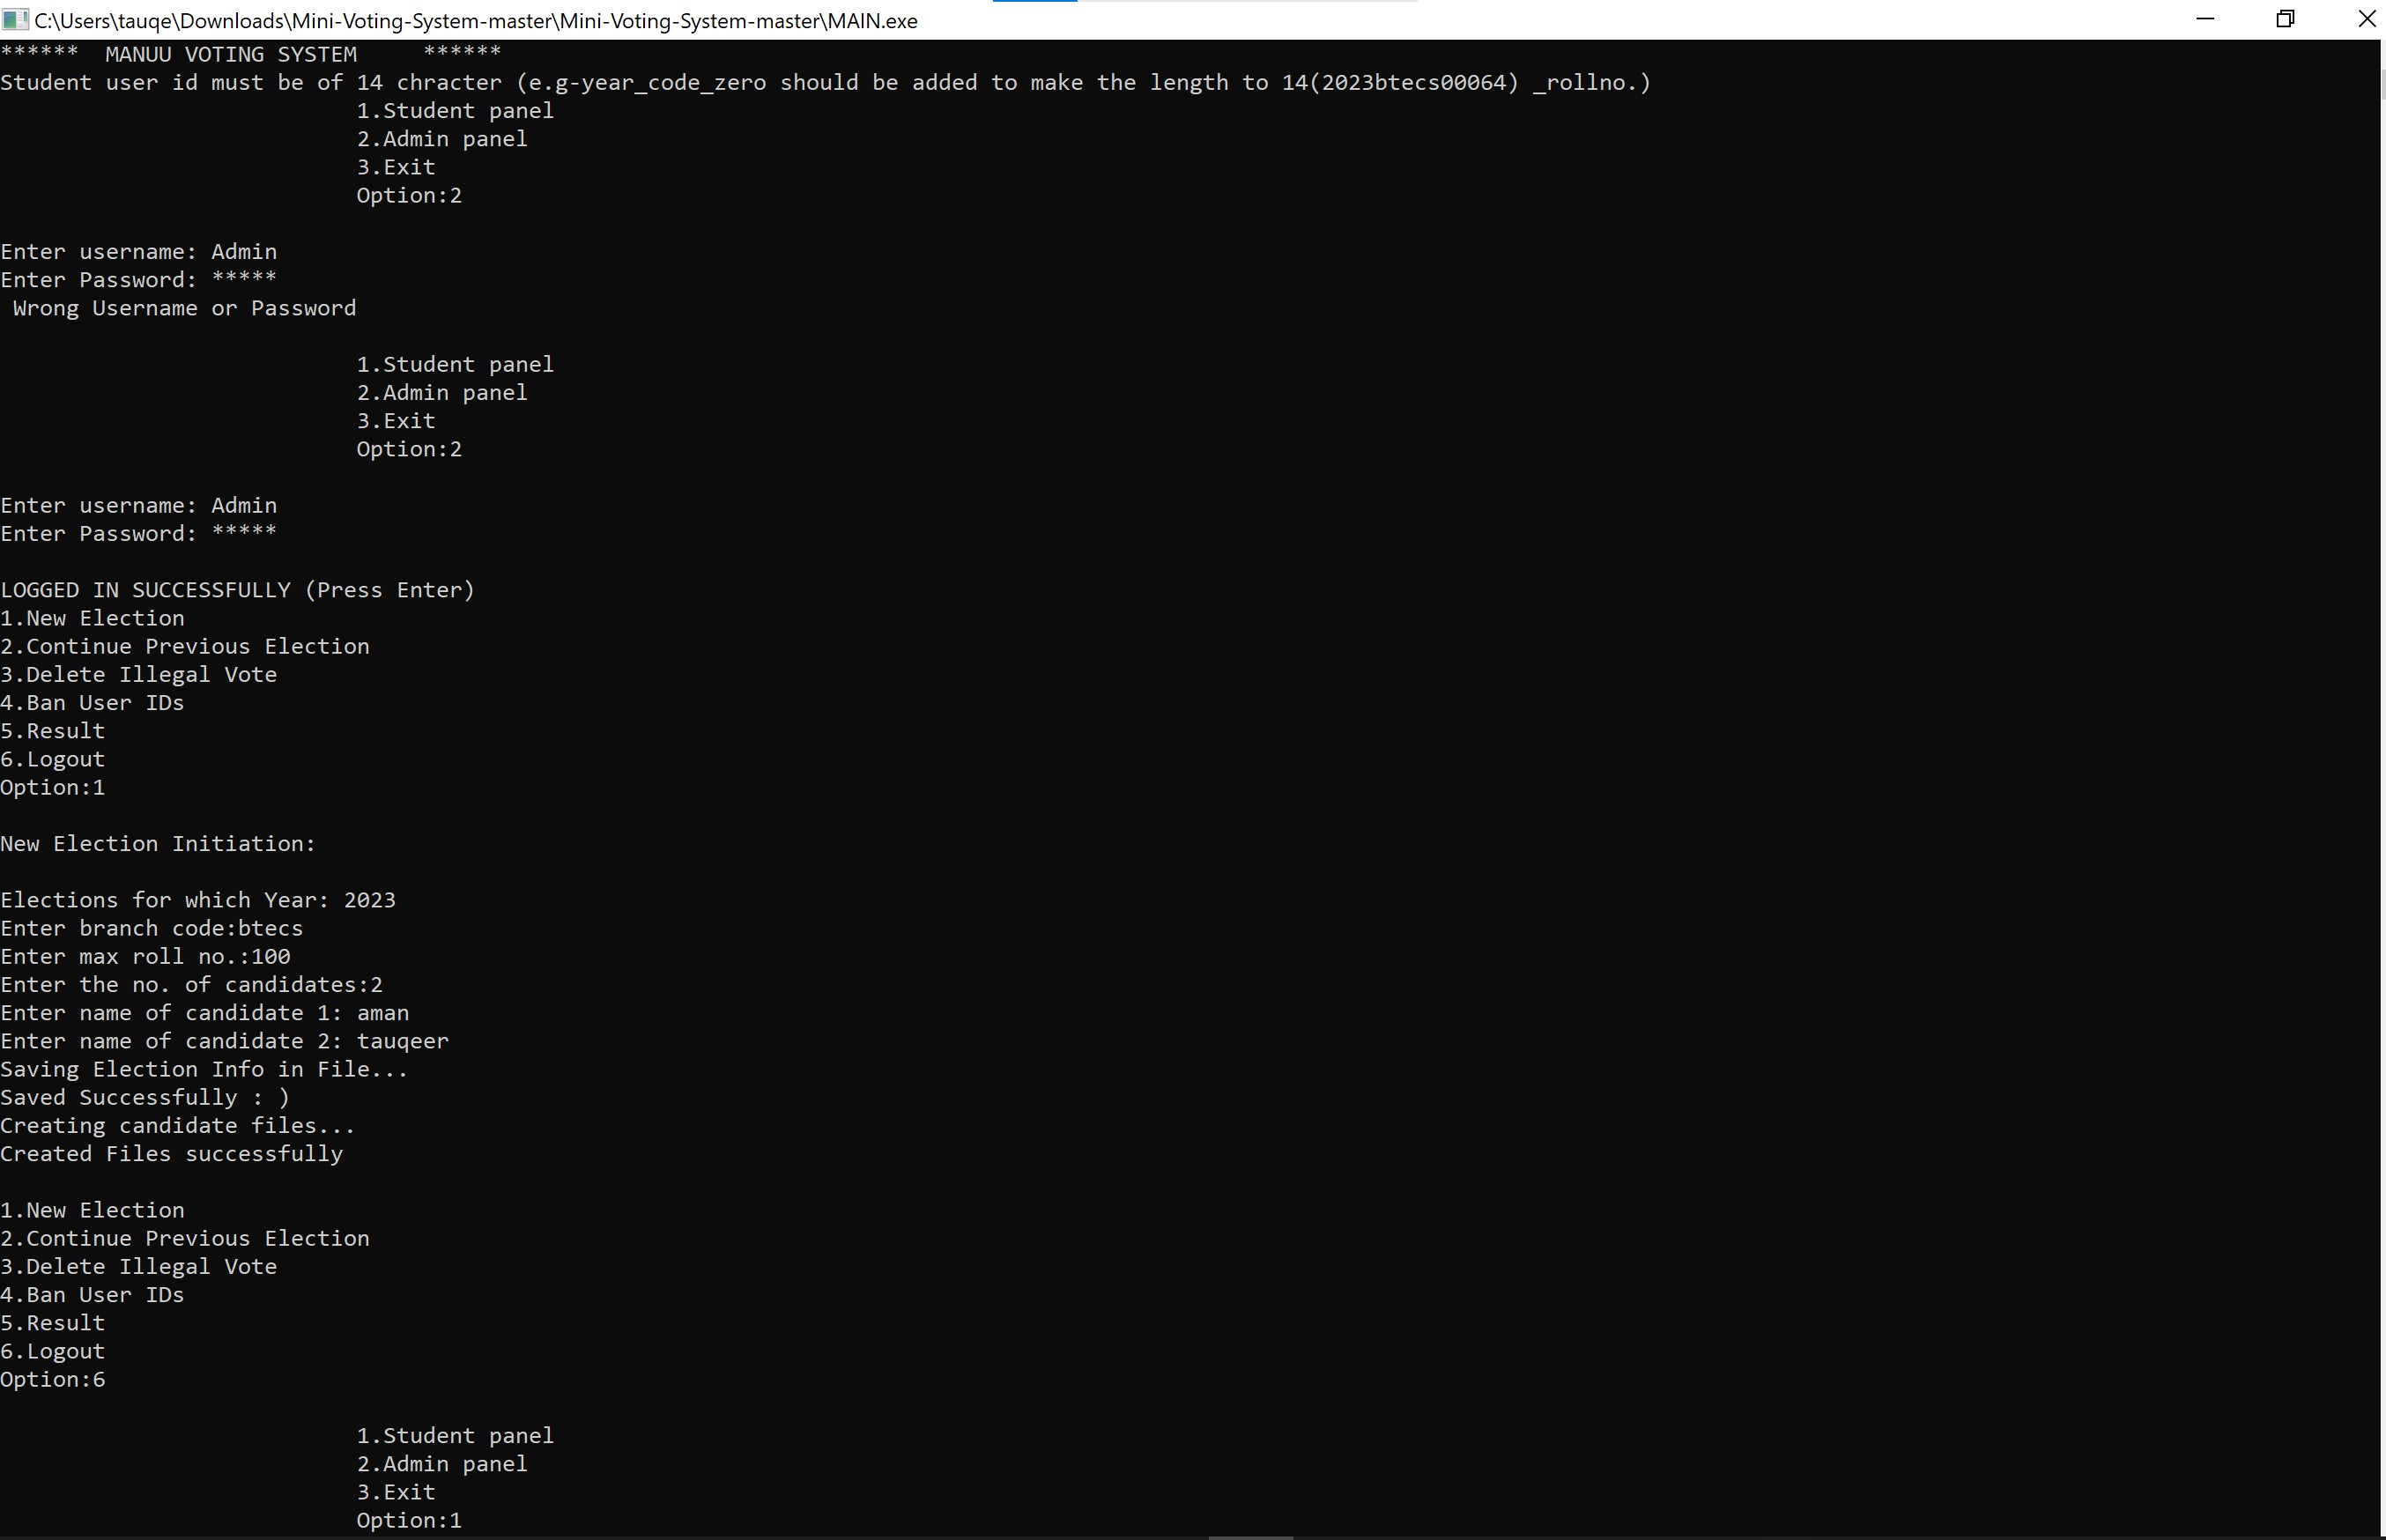 C:\Users\tauqe\Downloads\Mini-Voting-System-master\Mini-Voting-System-master\MAIN.exe
****** MANUU VOTING SYSTEM ******
Student user id must be of 14 chracter (e.g-year_code_zero should be added to make the length to 14(2023btecs00064) _rollno.)
1.Student panel
2.Admin panel
3.Exit
Option:2
Enter username: Admin
Enter Password: *****
Wrong Username or Password
1.Student panel
2.Admin panel
3.Exit
Option:2
Enter username: Admin
Enter Password: *****
LOGGED IN SUCCESSFULLY (Press Enter)
1.New Election
2.Continue Previous Election
3.Delete Illegal Vote
4.Ban User IDs
5.Result
6.Logout
Option:1
New Election Initiation:
Elections for which Year: 2023
Enter branch code:btecs
Enter max roll no.:100
Enter the no. of candidates:2
Enter name of candidate 1: aman
Enter name of candidate 2: tauqeer
Saving Election Info in File...
Saved Successfully : )
Creating candidate files...
Created Files successfully
1.New Election
2.Continue Previous Election
3.Delete Illegal Vote
4.Ban User IDs
5.Result
6.Logout
Option:6
1.Student panel
2.Admin panel
3.Exit
Option:1